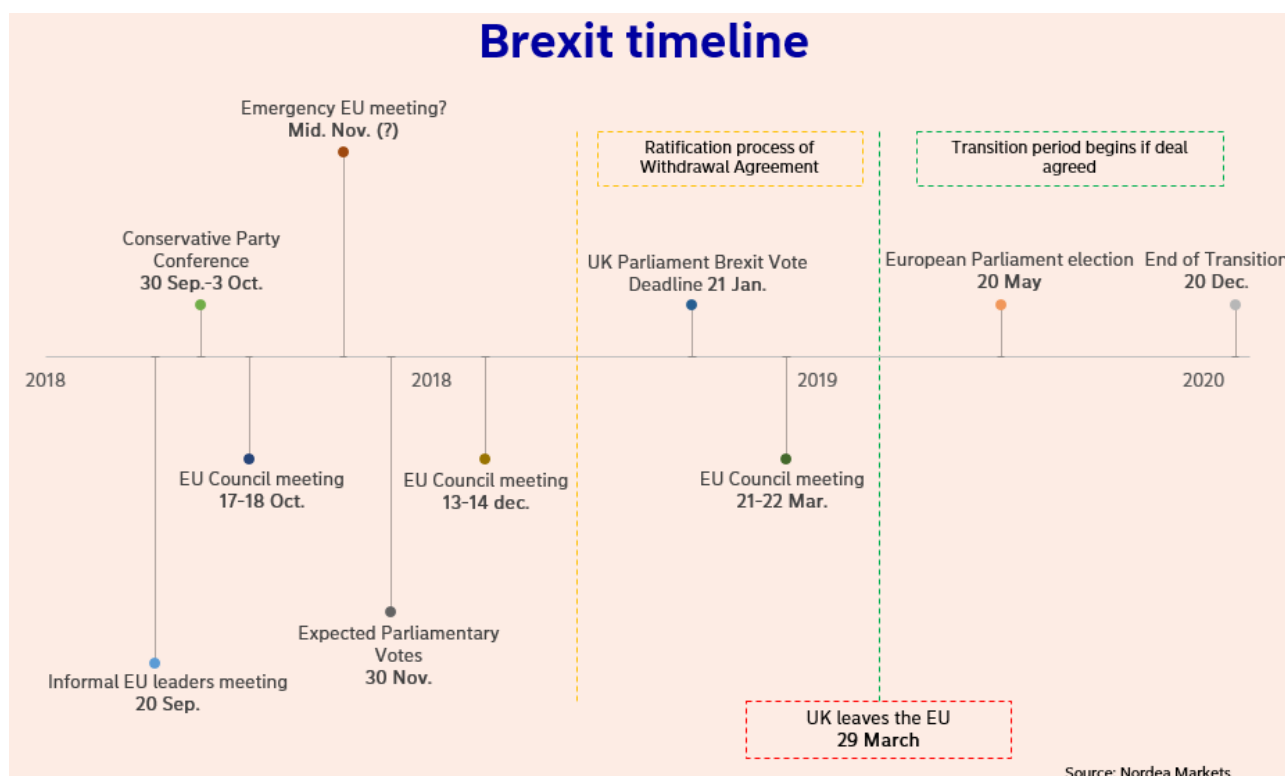 Brexit timeline
Emergency EU meeting?
Mid. Nov. (?)
Ratification process of
Withdrawal Agreement
Transition period begins if deal
agreed
Conservative Party
Conference
30 Sep.-3 Oct.
UK Parliament Brexit Vote
Deadline 21 Jan.
European Parliament election
20 May
End of Transition
20 Dec.
2018
2018
2019
2020
EU Council meeting
17-18 Oct.
EU Council meeting
13-14 dec.
EU Council meeting
21-22 Mar.
Expected Parliamentary
Votes
30 Nov.
Informal EU leaders meeting
20 Sep.
UK leaves the EU
29 March
Source: Nordea Markets